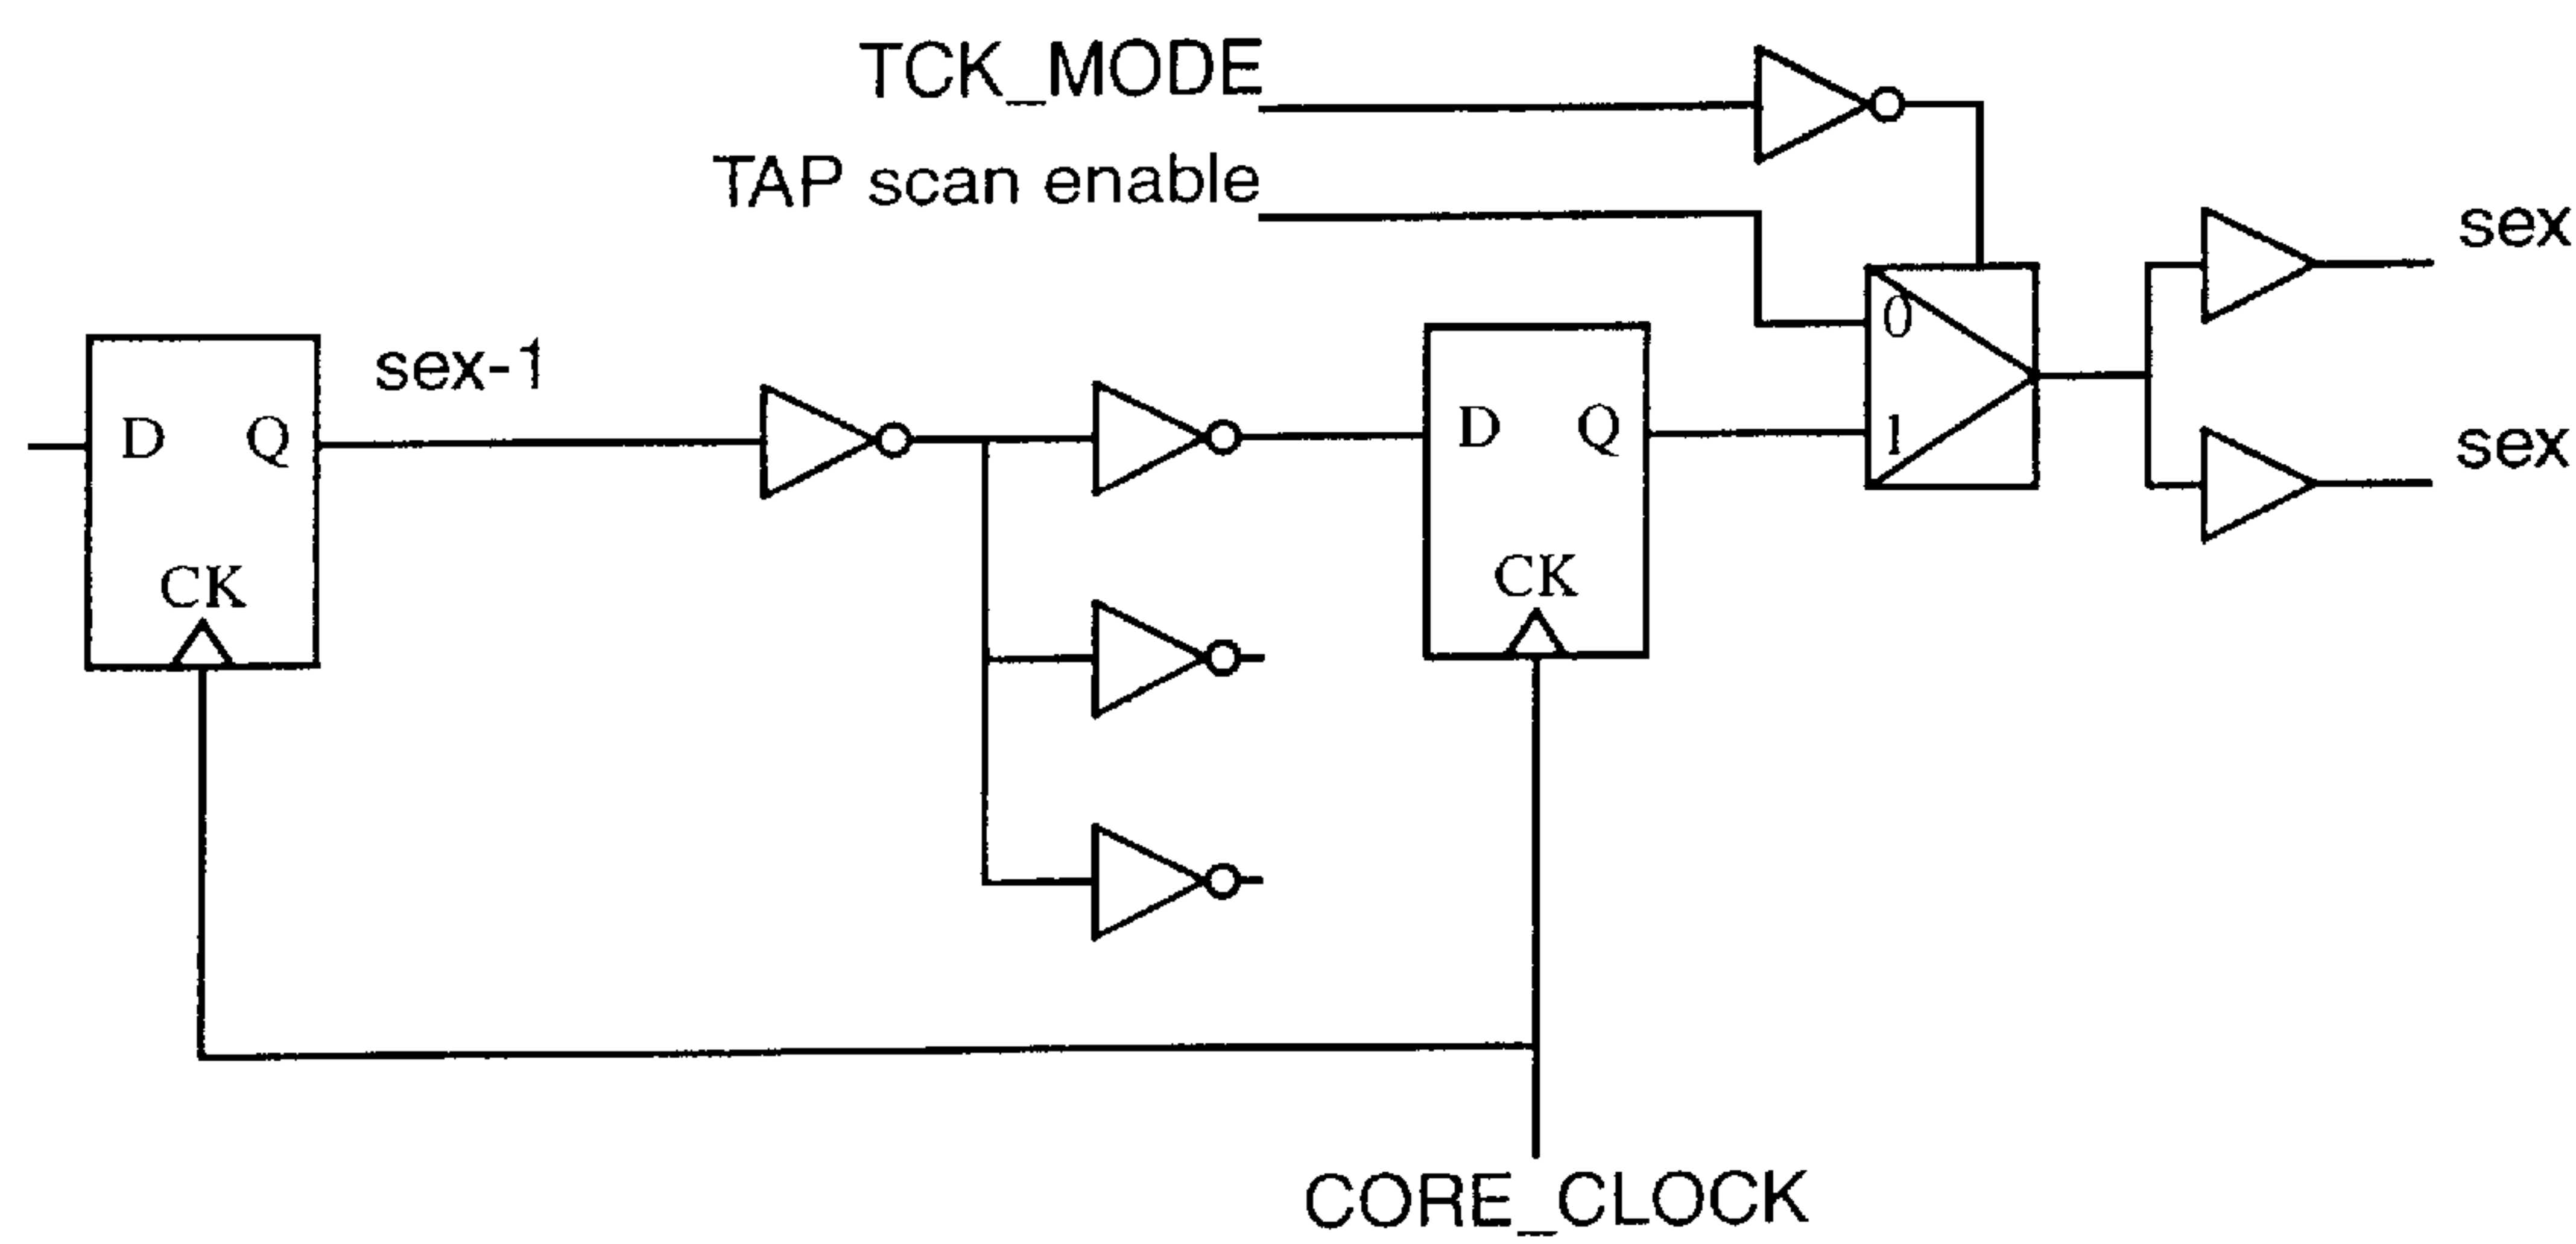 TCK_MODE
TAP scan enable
sex
0
sex-1
1
sex
D Q
D Q
CK
CK
CORE_CLOCK